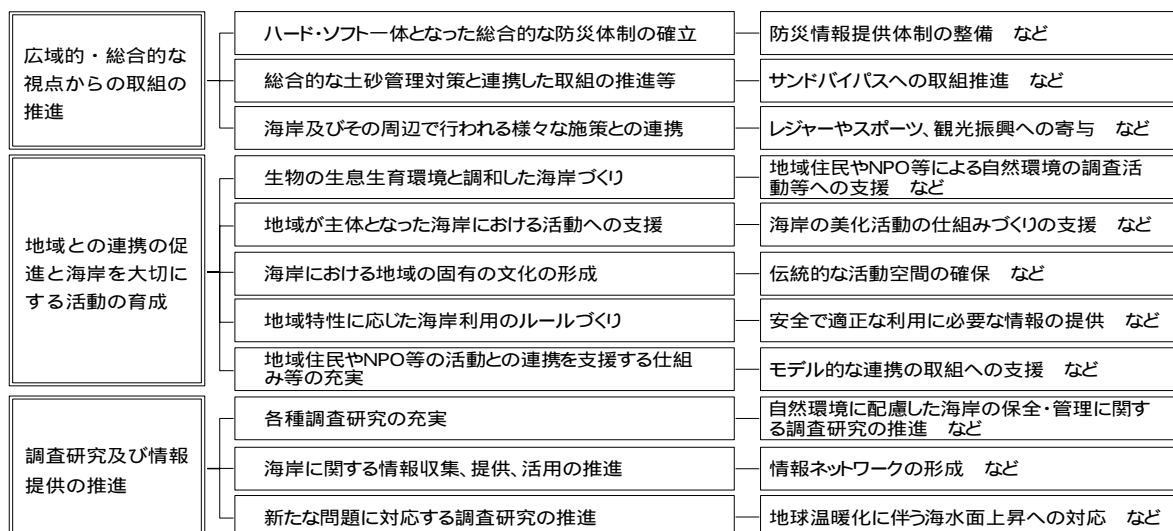 広域的・総合的な
視点からの取組の
推進
ハード・ソフト一体となった総合的な防災体制の確立
防災情報提供体制の整備　など
総合的な土砂管理対策と連携した取組の推進等
サンドバイパスへの取組推進　など
海岸及びその周辺で行われる様々な施策との連携
レジャーやスポーツ、観光振興への寄与　など
地域との連携の促
進と海岸を大切に
する活動の育成
生物の生息生育環境と調和した海岸づくり
地域住民やNPO等による自然環境の調査活
動等への支援　など
地域が主体となった海岸における活動への支援
海岸の美化活動の仕組みづくりの支援　など
海岸における地域の固有の文化の形成
伝統的な活動空間の確保　など
地域特性に応じた海岸利用のルールづくり
安全で適正な利用に必要な情報の提供　など
地域住民やNPO等の活動との連携を支援する仕組
み等の充実
モデル的な連携の取組への支援　など
調査研究及び情報
提供の推進
各種調査研究の充実
自然環境に配慮した海岸の保全・管理に関す
る調査研究の推進　など
海岸に関する情報収集、提供、活用の推進
情報ネットワークの形成　など
新たな問題に対応する調査研究の推進
地球温暖化に伴う海水面上昇への対応　など